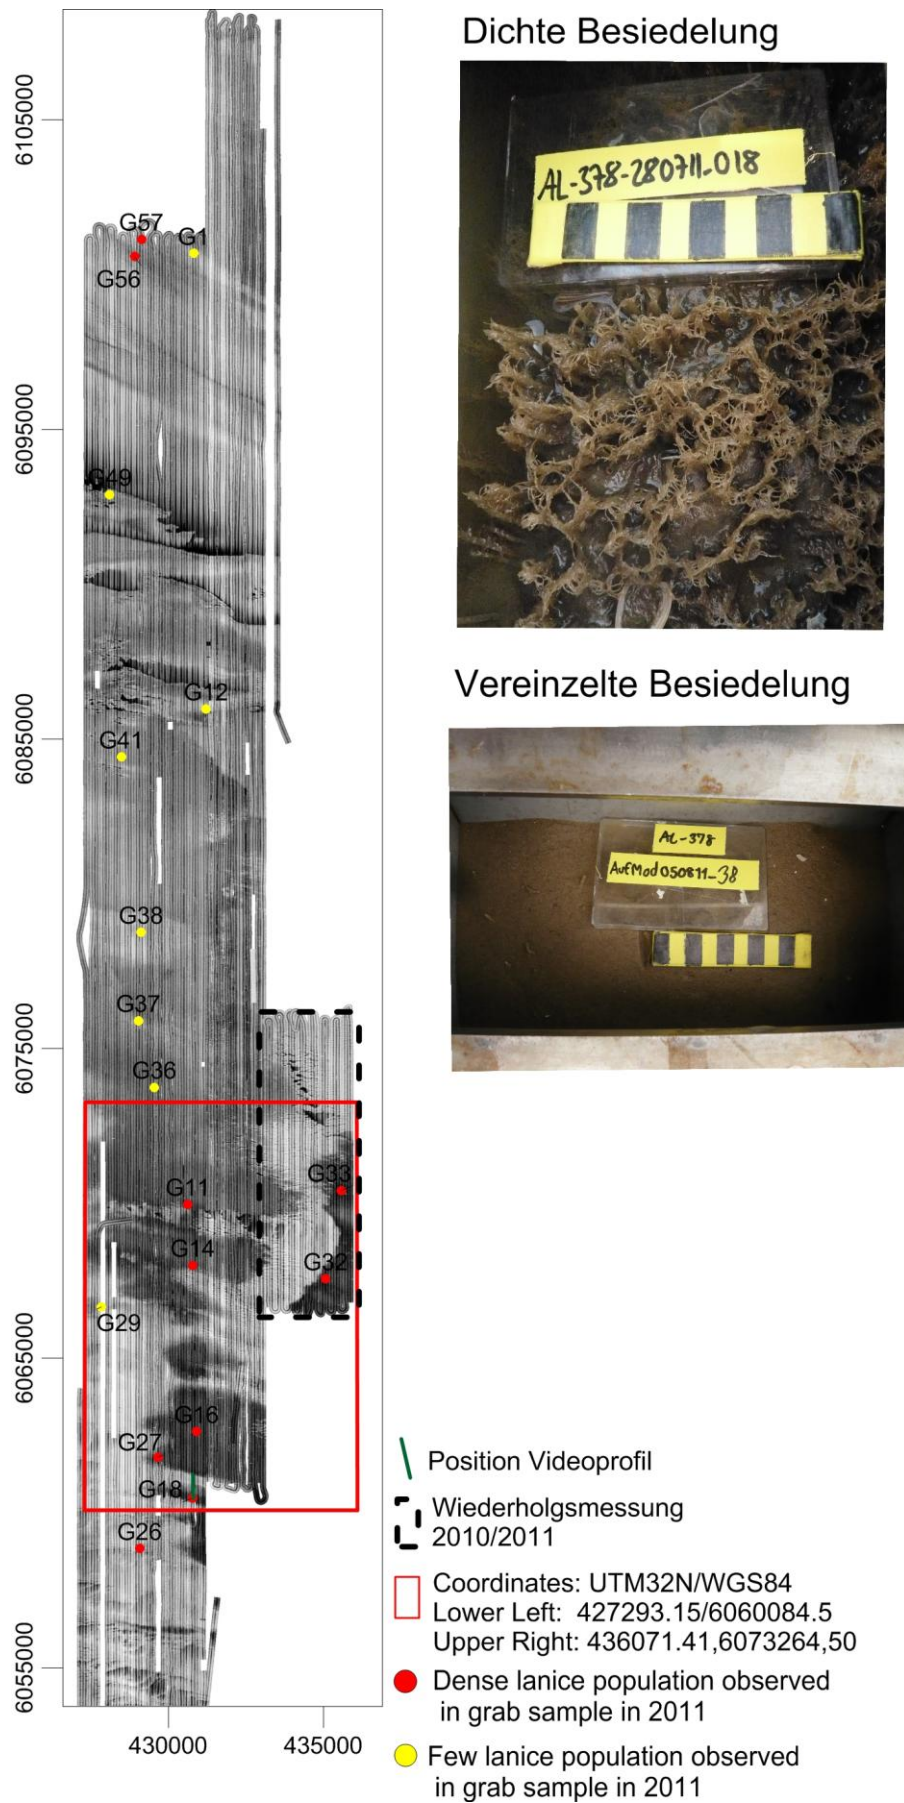 Dichte Besiedelung
AL-378-280711-018
Vereinzelte Besiedelung
AL-378
AufMod050811-38
6105000
6095000
6085000
6075000
6065000
6055000
430000
435000
G57
G56
G1
G49
G12
G41
G38
G37
G36
G33
G11
G14
G32
G29
G16
G27
G18
G26
Position Videoprofil
Wiederholgsmessung
2010/2011
Coordinates: UTM32N/WGS84
Lower Left: 427293.15/6060084.5
Upper Right: 436071.41,6073264,50
Dense lanice population observed
in grab sample in 2011
Few lanice population observed
in grab sample in 2011